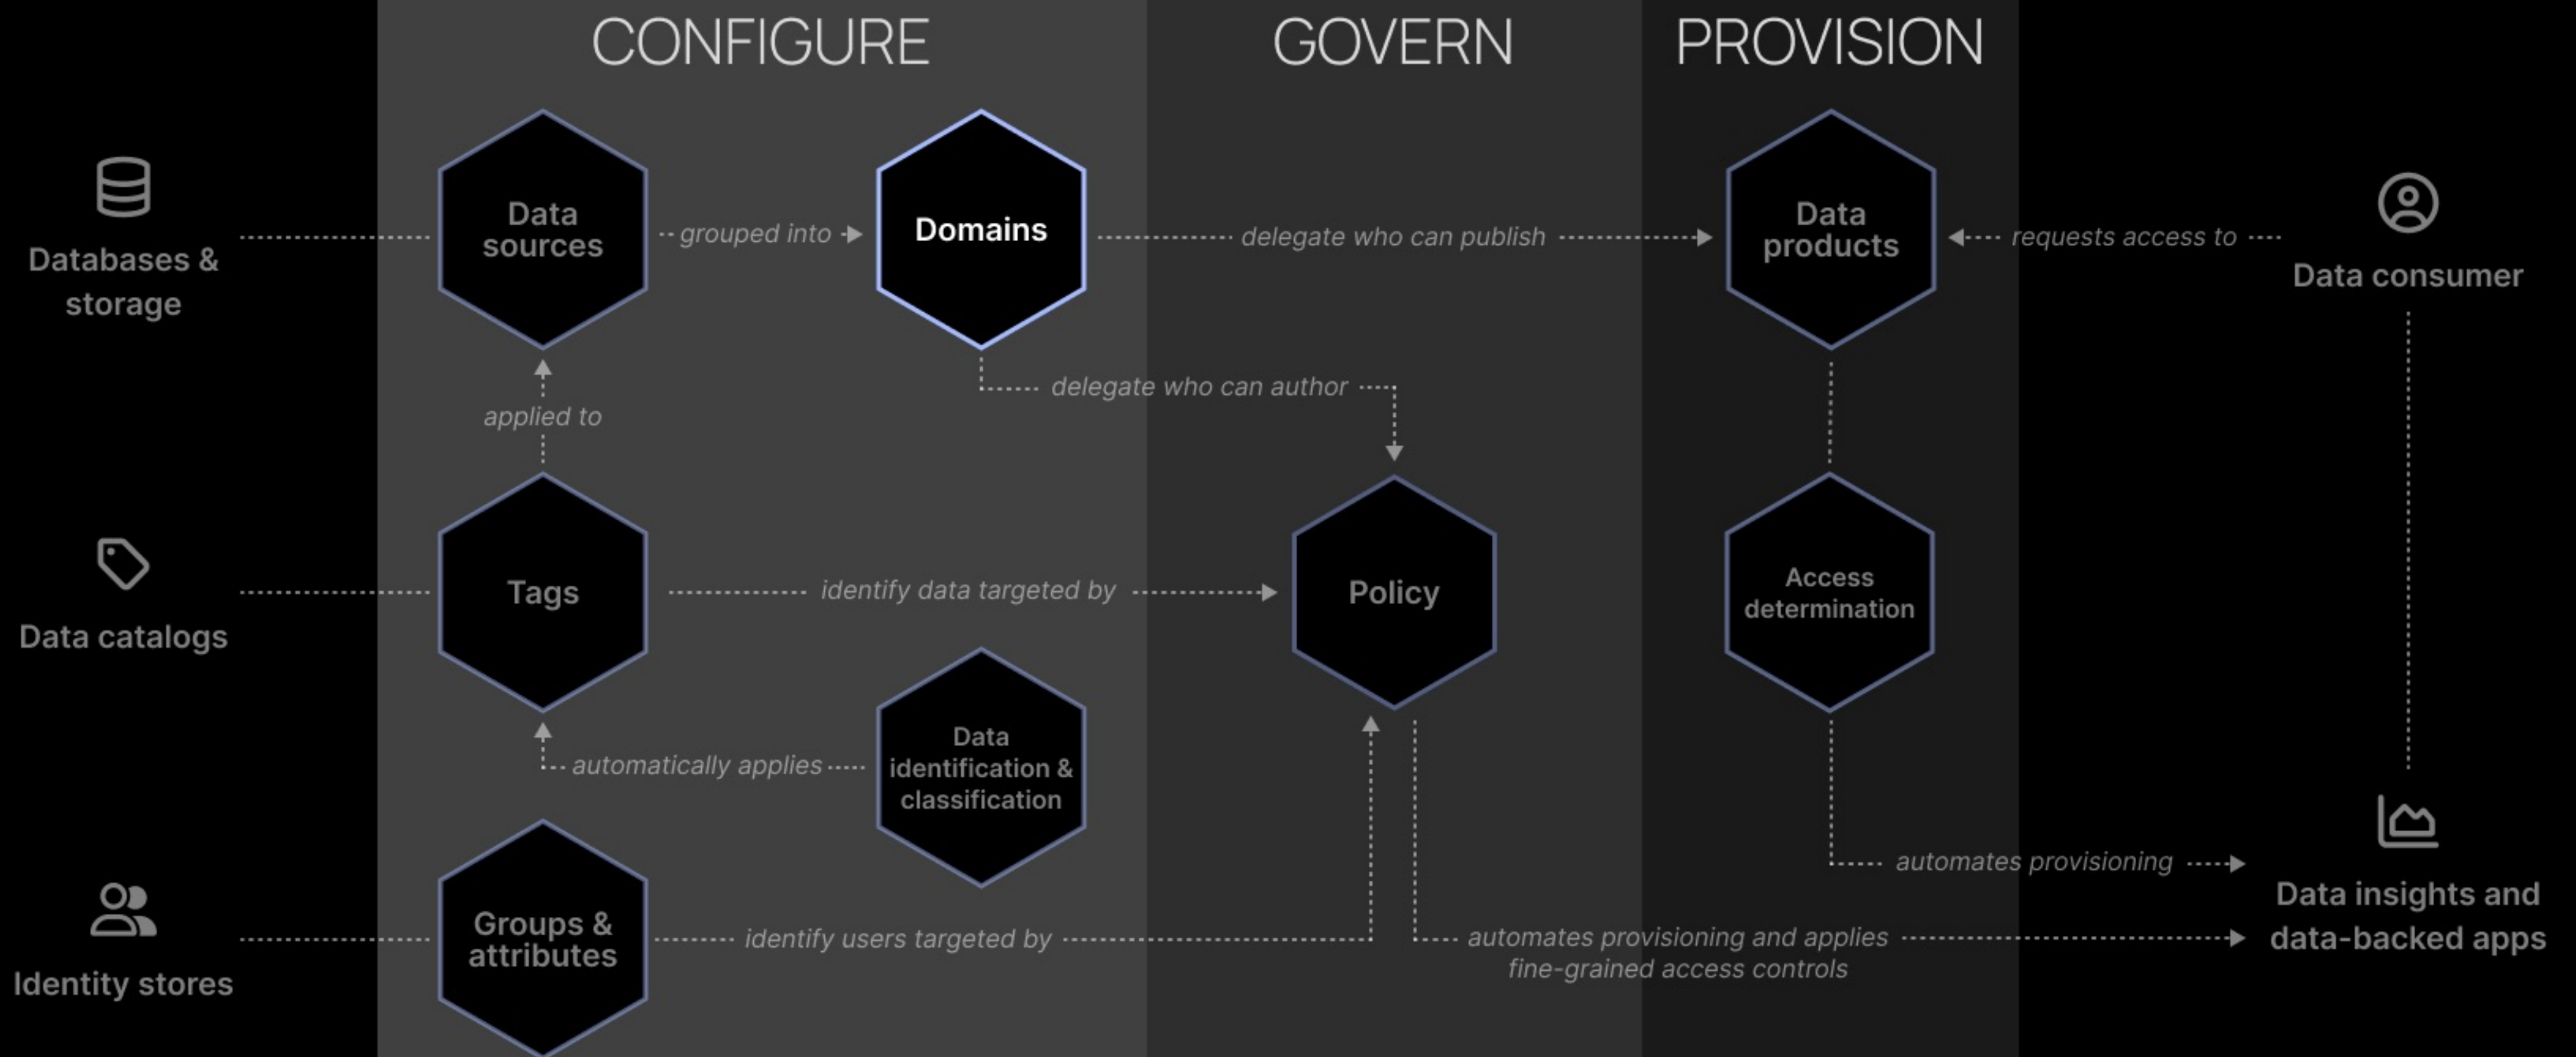 CONFIGURE
GOVERN
PROVISION
Databases &
storage
Data
sources
grouped into
Domains
delegate who can publish
Data
products
requests access to
Data consumer
applied to
delegate who can author
Data catalogs
Tags
identify data targeted by
Policy
Access
determination
automatically applies
Data
identification &
classification
automates provisioning
Identity stores
Groups &
attributes
identify users targeted by
automates provisioning and applies
fine-grained access controls
Data insights and
data-backed apps